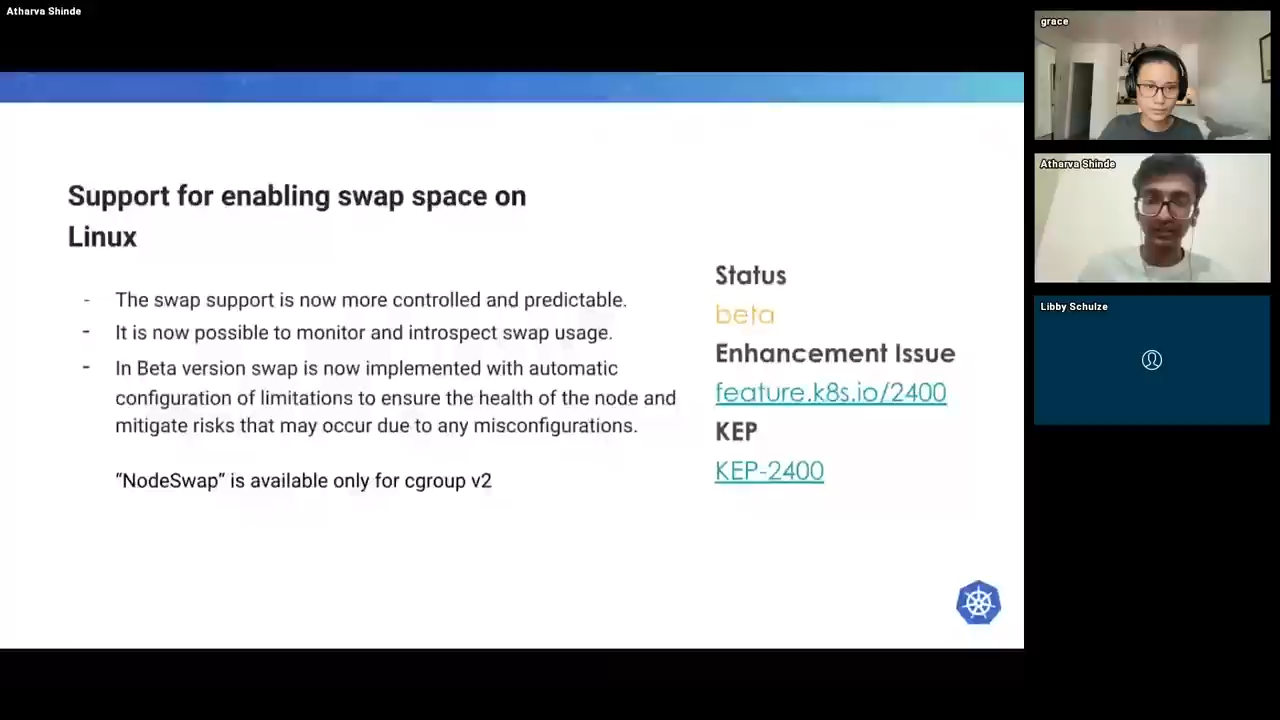 Atharva Shinde
Support for enabling swap space on
Linux
- The swap support is now more controlled and predictable.
- It is now possible to monitor and introspect swap usage.
- In Beta version swap is now implemented with automatic
configuration of limitations to ensure the health of the node and
mitigate risks that may occur due to any misconfigurations.
“NodeSwap” is available only for cgroup v2
Status
beta
Enhancement Issue
feature.k8s.io/2400
KEP
KEP-2400
grace
Atharva Shinde
Libby Schulze